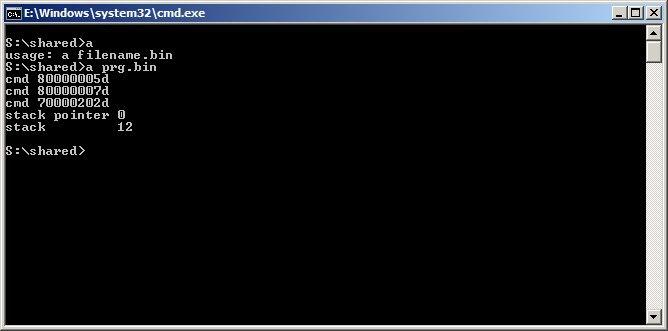 E:\Windows\system32\cmd.exe
S:\shared>a
usage: a filename.bin
S:\shared>a prg.bin
cmd 80000005d
cmd 80000007d
cmd 70000202d
stack pointer 0
stack         12
S:\shared>